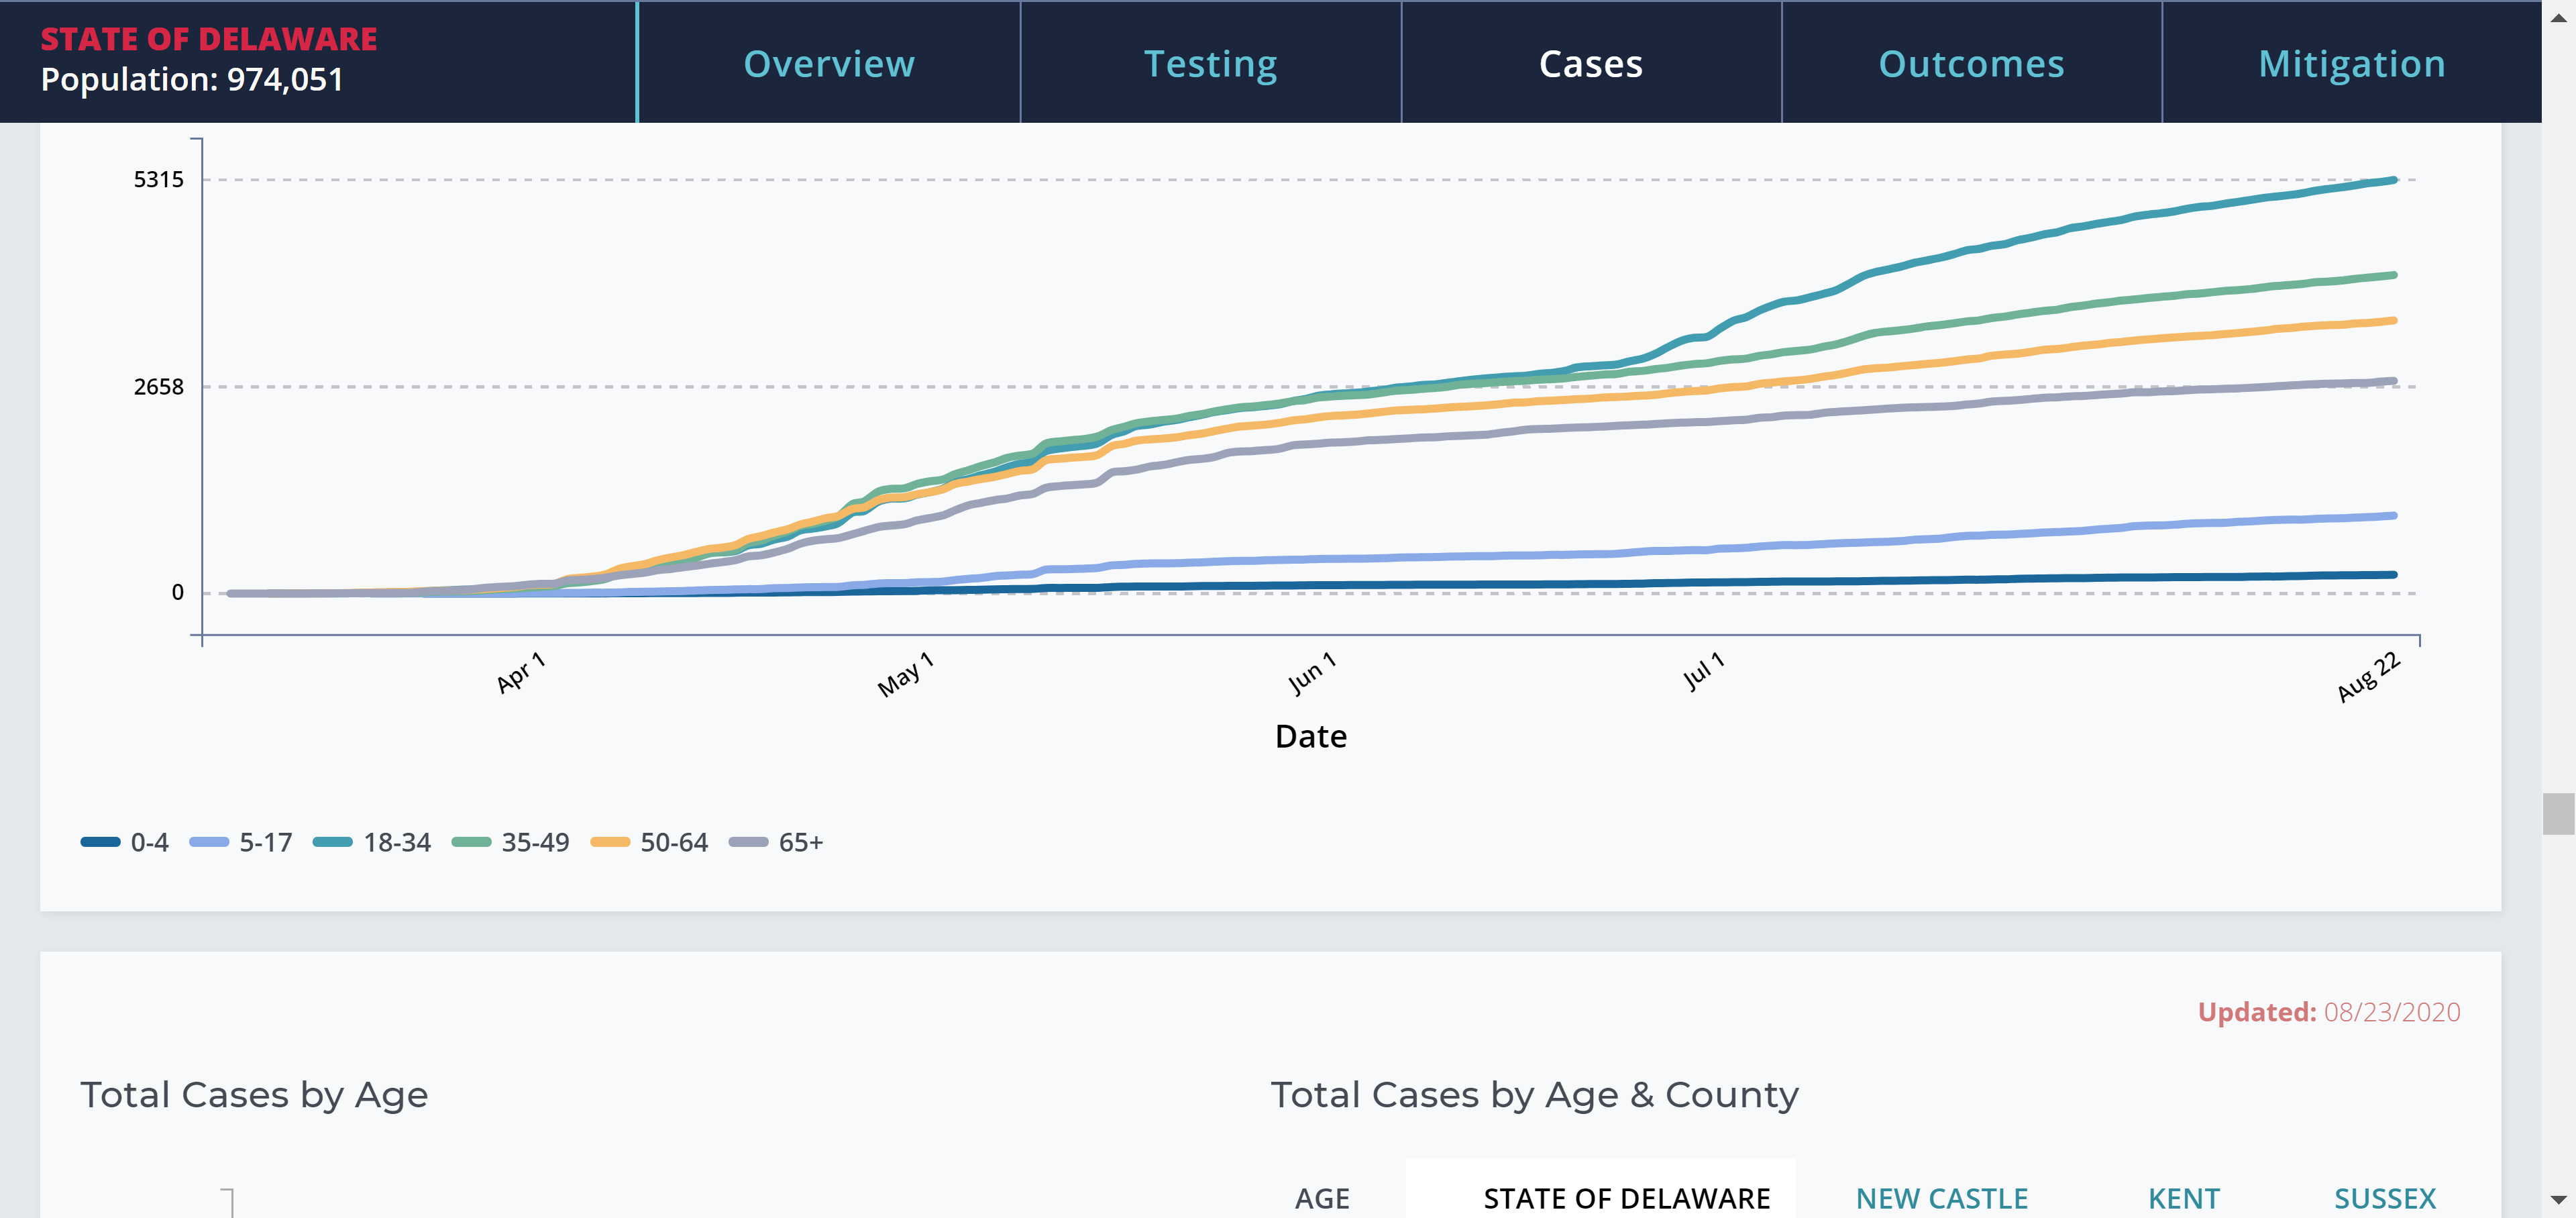 STATE OF DELAWARE
Population: 974,051
Overview
Testing
Cases
Outcomes
Mitigation
5315
2658
0
Apr 1
May 1
Jun 1
Jul 1
Aug 22
Date
0-4
5-17
18-34
35-49
50-64
65+
Updated: 08/23/2020
Total Cases by Age
Total Cases by Age & County
AGE
STATE OF DELAWARE
NEW CASTLE
KENT
SUSSEX